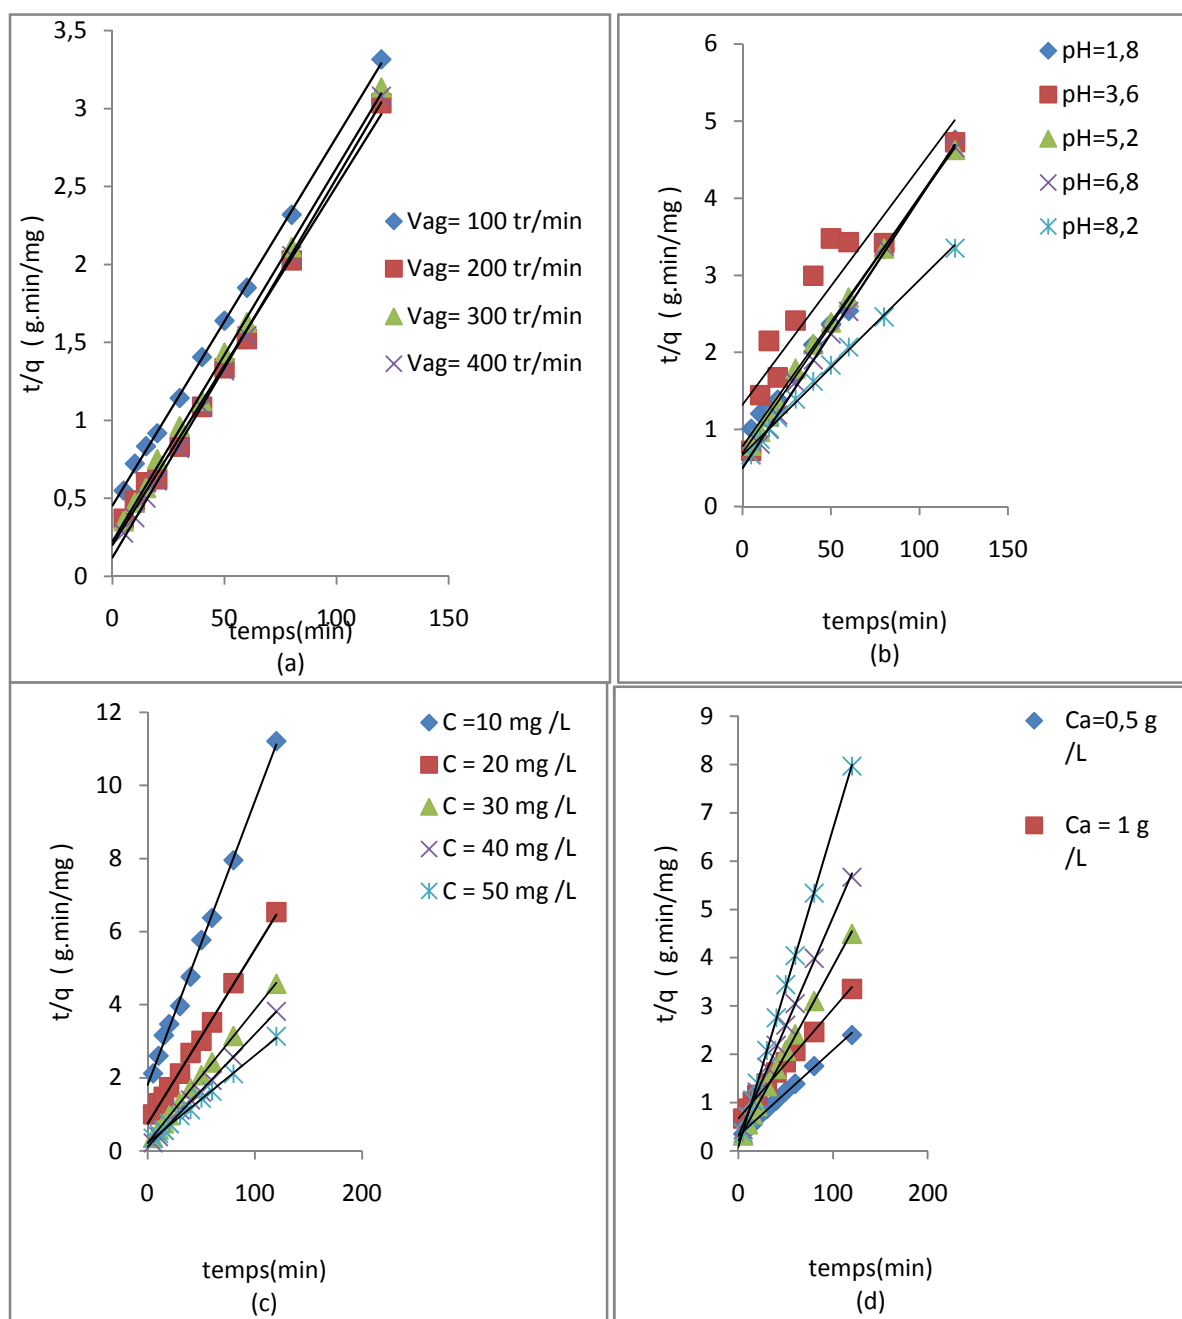 3,5
3
2,5
2
1,5
1
0,5
0
t/q ( g.min/mg )
0 50 100 150
temps(min)
(a)
Vag= 100 tr/min
Vag= 200 tr/min
Vag= 300 tr/min
Vag= 400 tr/min
6
5
4
3
2
1
0
t/q ( g.min/mg )
0 50 100 150
temps(min)
(b)
pH=1,8
pH=3,6
pH=5,2
pH=6,8
pH=8,2
12
10
8
6
4
2
0
t/q ( g.min/mg )
0 100 200
temps(min)
(c)
C =10 mg /L
C = 20 mg /L
C = 30 mg /L
C = 40 mg /L
C = 50 mg /L
9
8
7
6
5
4
3
2
1
0
t/q ( g.min/mg )
0 100 200
temps(min)
(d)
Ca=0,5 g
/L
Ca = 1 g
/L